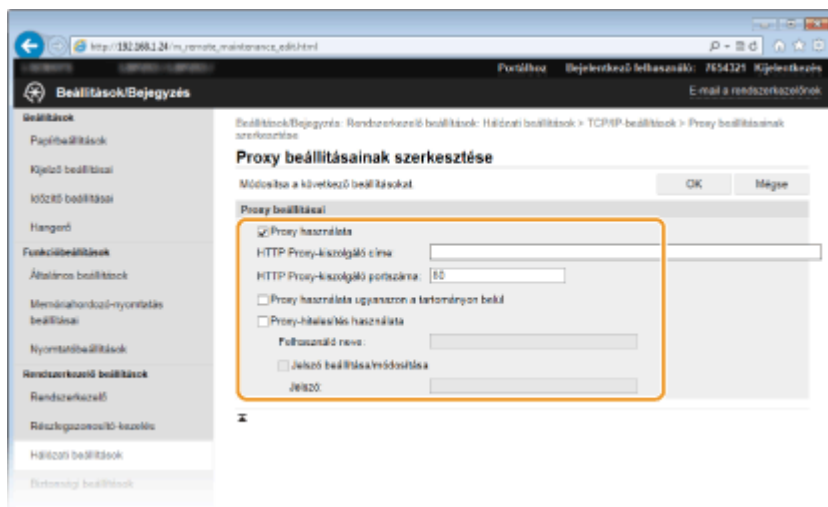 http://192.168.1.24/m_remote_maintenance_edit.html
Portálhoz Bejelentkező felhasználó: 7654321 Kijelentkezés
Beállítások/Bejegyzés
E-mail a rendszerkezelőnek
Beállítások
Papírbeállítások
Kijelző beállításai
Időzítő beállításai
Hangerő
Funkcióbeállítások
Általános beállítások
Memóriahordozó-nyomtatás
beállításai
Nyomtatóbeállítások
Rendszerkezelő beállítások
Rendszerkezelő
Részlegazonosító-kezelés
Hálózati beállítások
Biztonsági beállítások
Beállítások/Bejegyzés: Rendszerkezelő beállítások: Hálózati beállítások > TCP/IP-beállítások > Proxy beállításainak
szerkesztése
Proxy beállításainak szerkesztése
Módosítsa a következő beállításokat.
OK Mégse
Proxy beállításai
Proxy használata
HTTP Proxy-kiszolgáló címe:
HTTP Proxy-kiszolgáló portszáma: 80
Proxy használata ugyanazon a tartományon belül
Proxy-hitelesítés használata
Felhasználó neve:
Jelszó beállítása/módosítása
Jelszó: